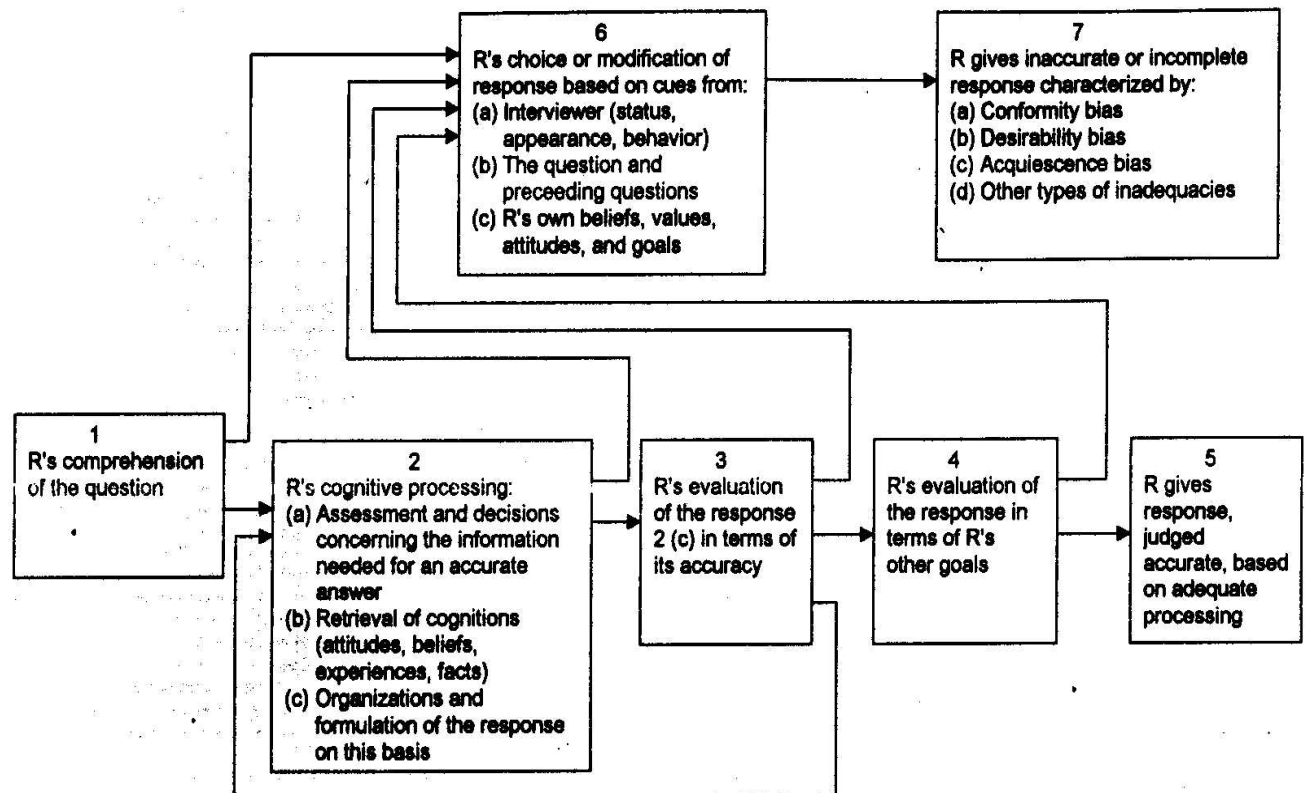 6
R's choice or modification of
response based on cues from:
(a) Interviewer (status,
appearance, behavior)
(b) The question and
preceeding questions
(c) R's own beliefs, values,
attitudes, and goals
7
R gives inaccurate or incomplete
response characterized by:
(a) Conformity bias
(b) Desirability bias
(c) Acquiescence bias
(d) Other types of inadequacies
1
R's comprehension
of the question
2
R's cognitive processing:
(a) Assessment and decisions
concerning the information
needed for an accurate
answer
(b) Retrieval of cognitions
(attitudes, beliefs,
experiences, facts)
(c) Organizations and
formulation of the response
on this basis
3
R's evaluation
of the response
2 (c) in terms of
its accuracy
4
R's evaluation of
the response in
terms of R's
other goals
5
R gives
response,
judged
accurate, based
on adequate
processing